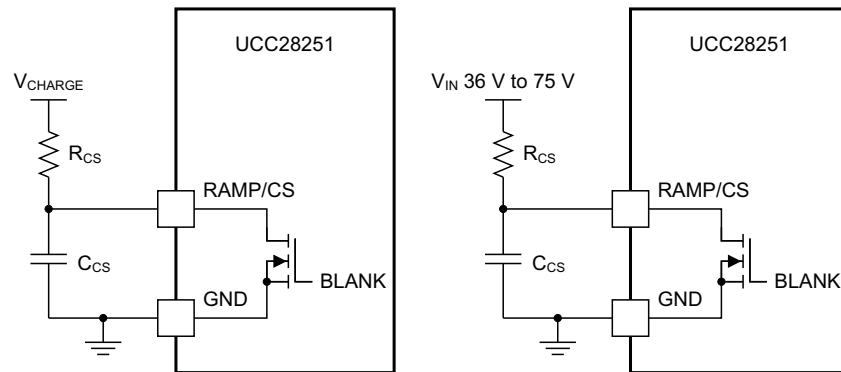 UCC28251
V_CHARGE
R_CS
RAMP/CS
C_CS
BLANK
GND
UCC28251
V_IN 36 V to 75 V
R_CS
RAMP/CS
C_CS
BLANK
GND